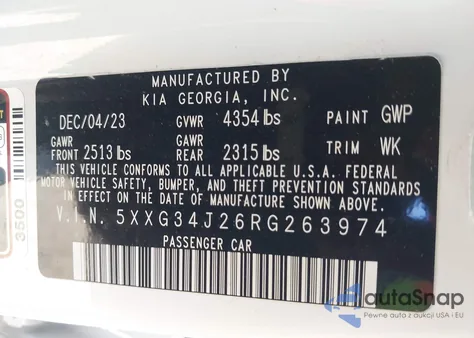 MANUFACTURED BY
KIA GEORGIA, INC.
DEC/04/23 GVWR 4354 lbs PAINT GWP
GAWR FRONT 2513 lbs GAWR REAR 2315 lbs TRIM WK
THIS VEHICLE CONFORMS TO ALL APPLICABLE U.S.A. FEDERAL
MOTOR VEHICLE SAFETY, BUMPER, AND THEFT PREVENTION STANDARDS
IN EFFECT ON THE DATE OF MANUFACTURE SHOWN ABOVE.
V.I.N. 5XXG34J26RG263974
PASSENGER CAR
3500
autaSnap
Pewne auta z aukcji USA i EU